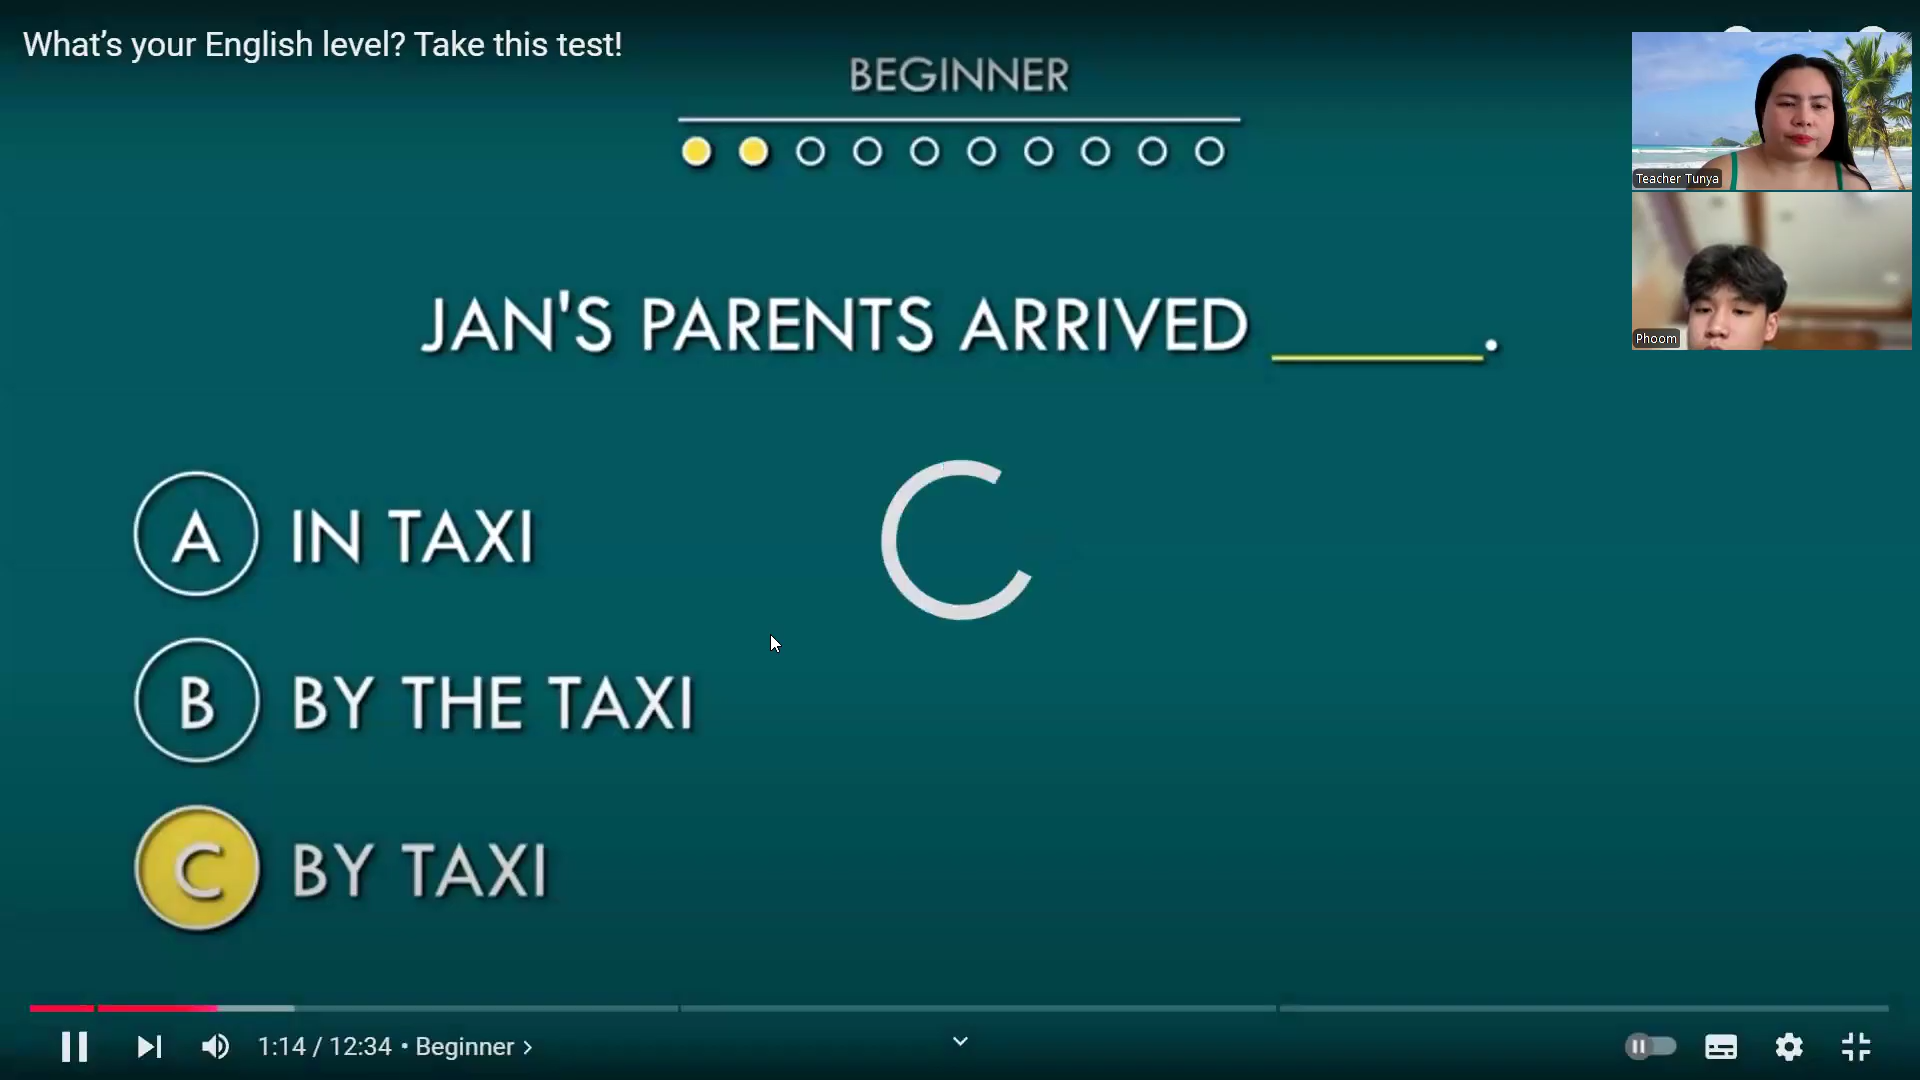 What's your English level? Take this test!
BEGINNER
JAN'S PARENTS ARRIVED ______.
A IN TAXI
B BY THE TAXI
C BY TAXI
Teacher Tunya
Phoom
1:14 / 12:34 • Beginner >